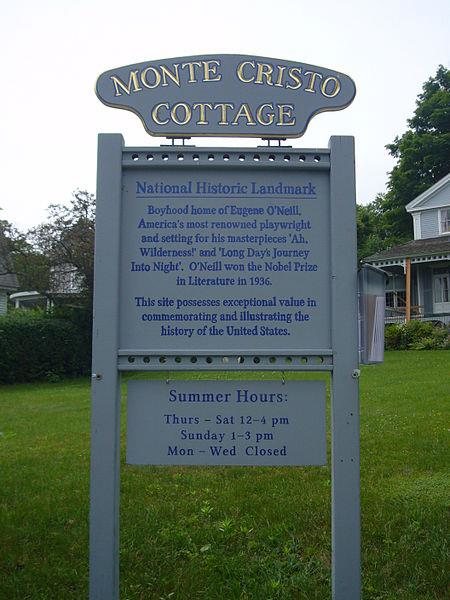 MONTE CRISTO
COTTAGE
National Historic Landmark
Boyhood home of Eugene O'Neill,
America's most renowned playwright
and setting for his masterpieces 'Ah,
Wilderness!' and 'Long Day's Journey
Into Night'. O'Neill won the Nobel Prize
in Literature in 1936.
This site possesses exceptional value in
commemorating and illustrating the
history of the United States.
Summer Hours:
Thurs – Sat 12–4 pm
Sunday 1–3 pm
Mon – Wed Closed